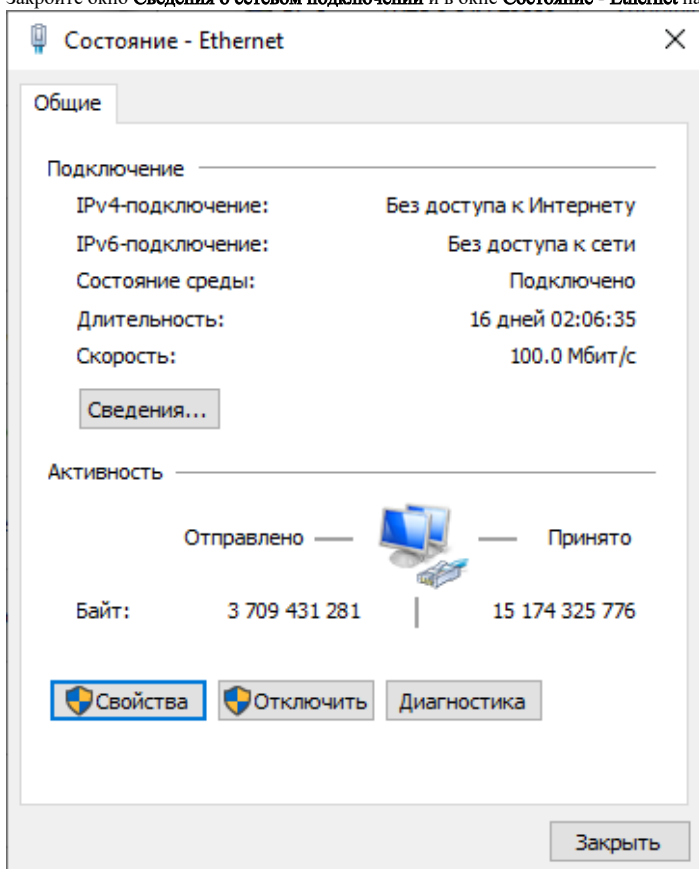 Закройте окно Сведения о сетевом подключении и в окне Состояние - Ethernet на
Состояние - Ethernet
Общие
Подключение
IPv4-подключение: Без доступа к Интернету
IPv6-подключение: Без доступа к сети
Состояние среды: Подключено
Длительность: 16 дней 02:06:35
Скорость: 100.0 Мбит/с
Сведения...
Активность
Отправлено Принято
Байт: 3 709 431 281 15 174 325 776
Свойства Отключить Диагностика
Закрыть